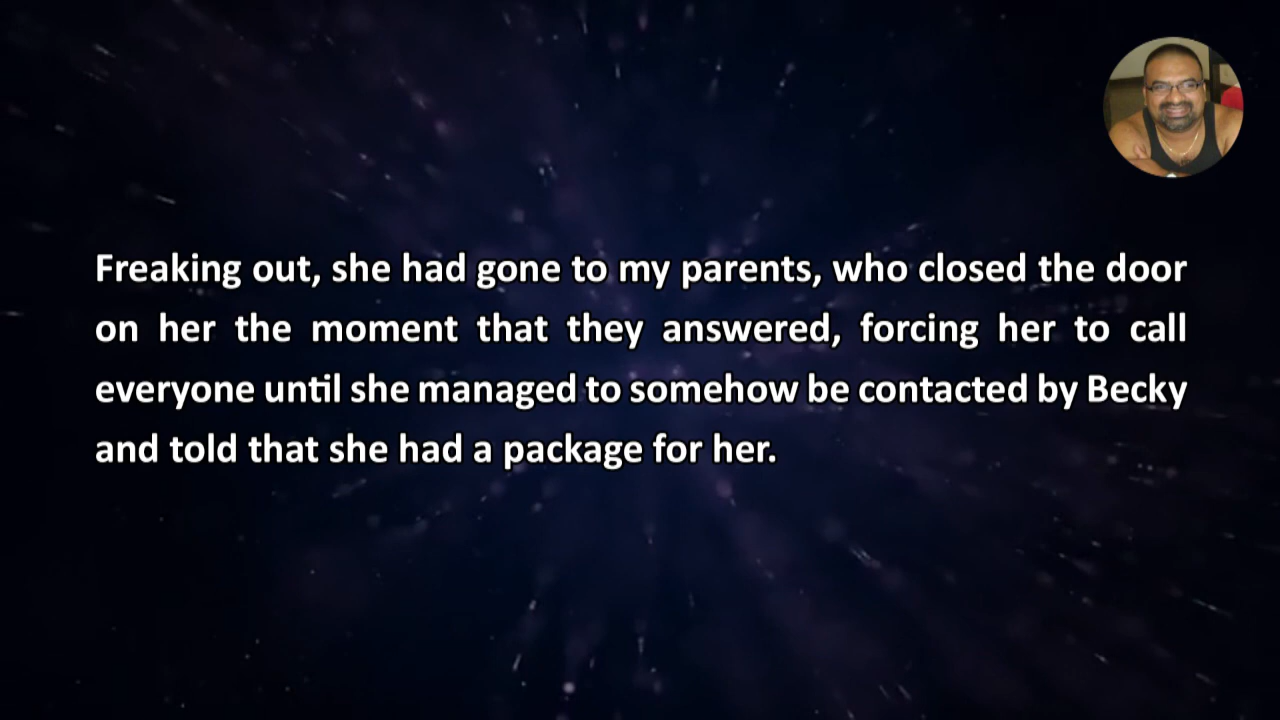 Freaking out, she had gone to my parents, who closed the door
on her the moment that they answered, forcing her to call
everyone until she managed to somehow be contacted by Becky
and told that she had a package for her.